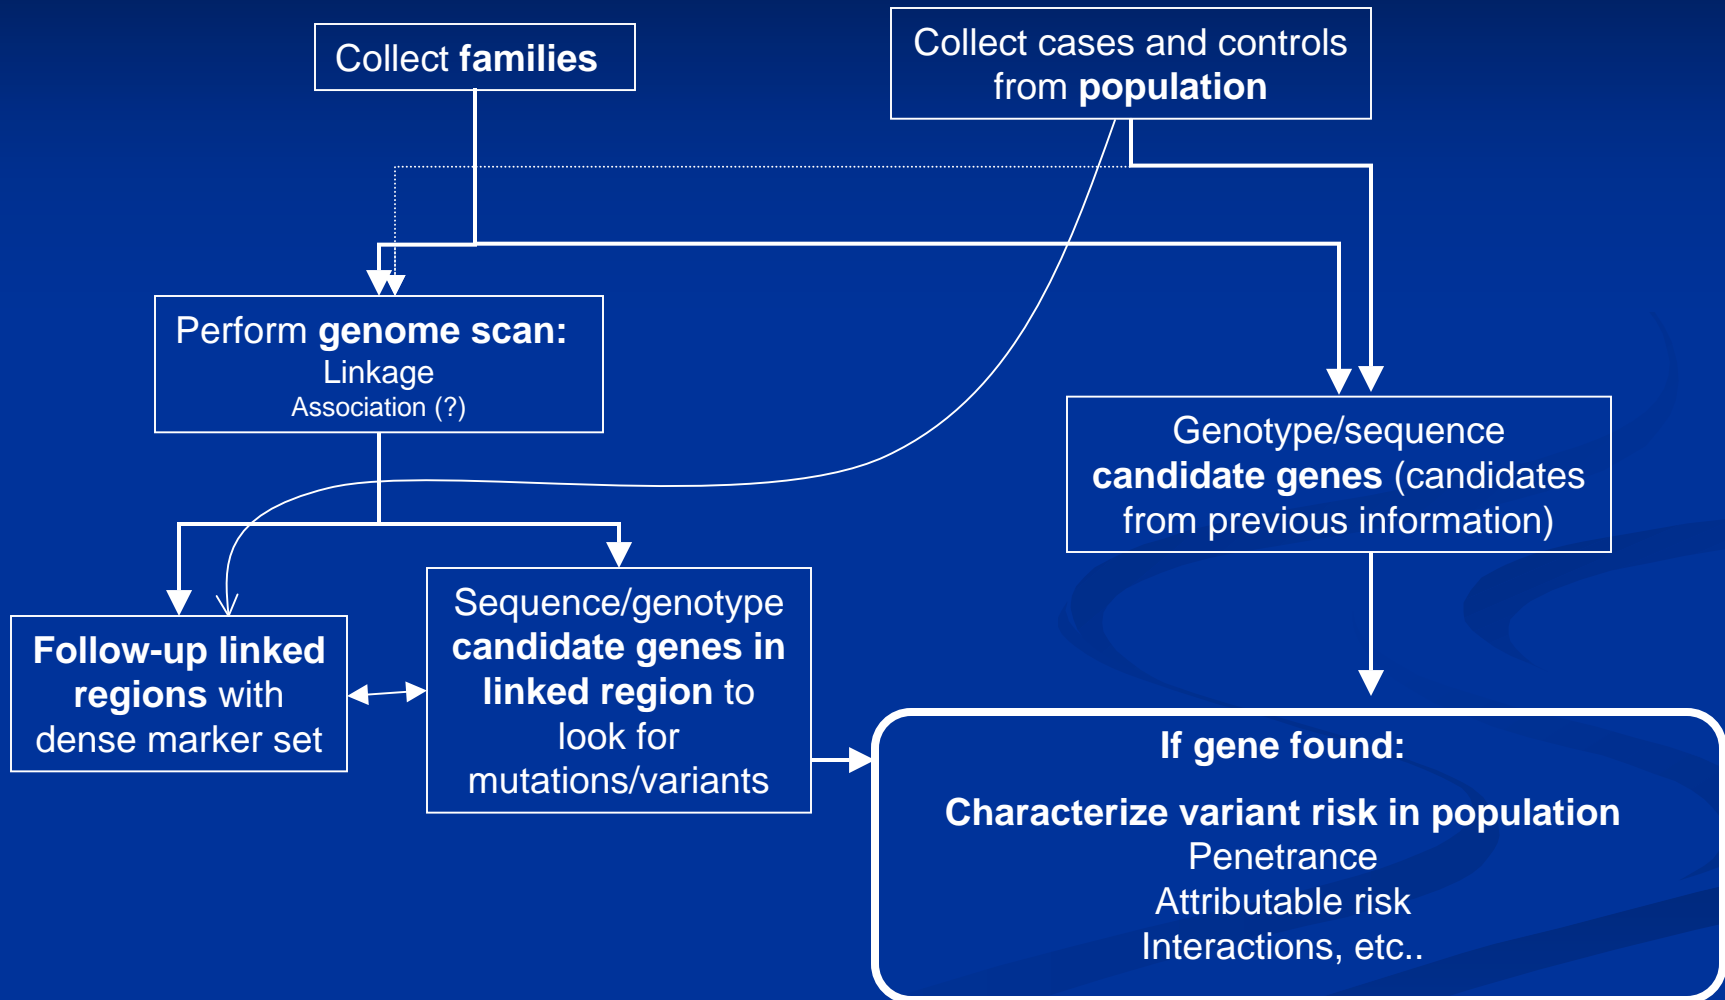 Collect families
Collect cases and controls
from population
Perform genome scan:
Linkage
Association (?)
Genotype/sequence
candidate genes (candidates
from previous information)
Follow-up linked
regions with
dense marker set
Sequence/genotype
candidate genes in
linked region to
look for
mutations/variants
If gene found:
Characterize variant risk in population
Penetrance
Attributable risk
Interactions, etc..